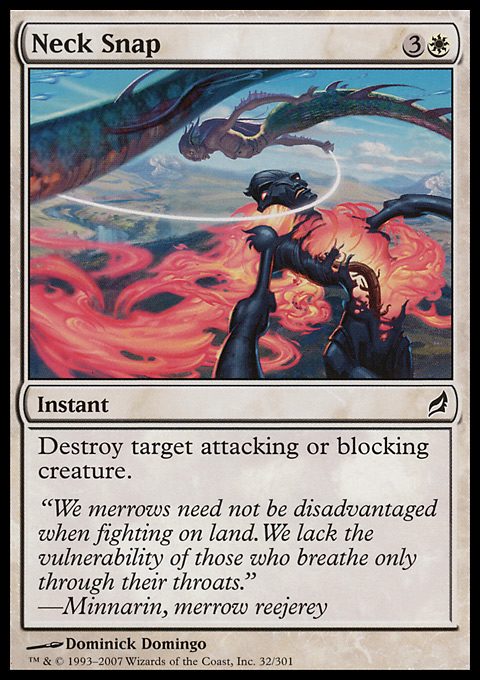 Neck Snap 3
Instant
Destroy target attacking or blocking
creature.
“We merrows need not be disadvantaged
when fighting on land. We lack the
vulnerability of those who breathe only
through their throats.”
—Minnarin, merrow reejerey
Dominick Domingo
™ & © 1993–2007 Wizards of the Coast, Inc. 32/301